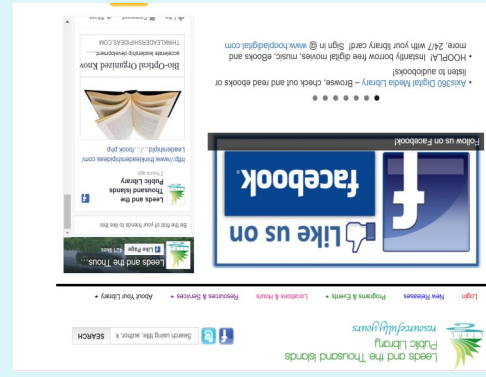 Leeds and the Thousand Islands
Public Library
resourcefully yours
Search using title, author, k SEARCH
Login New Releases Programs & Events Locations & Hours Resources & Services About Your Library
Like us on
facebook
Follow us on Facebook!
• Axis360 Digital Media Library – Browse, check out and read ebooks or
listen to audiobooks!
• HOOPLA! Instantly borrow free digital movies, music, eBooks and
more, 24/7 with your library card! Sign in @ www.hoopladigital.com
Leeds and the Thous...
Like Page 421 likes
Be the first of your friends to like this
Leeds and the
Thousand Islands
Public Library
2 hours ago
http://www.thinkleadershipideas.com/
Leadershipid.../.../book.php
Bio-Optical Organized Know
accelerate leadership development....
THINKLEADERSHIPIDEAS.COM